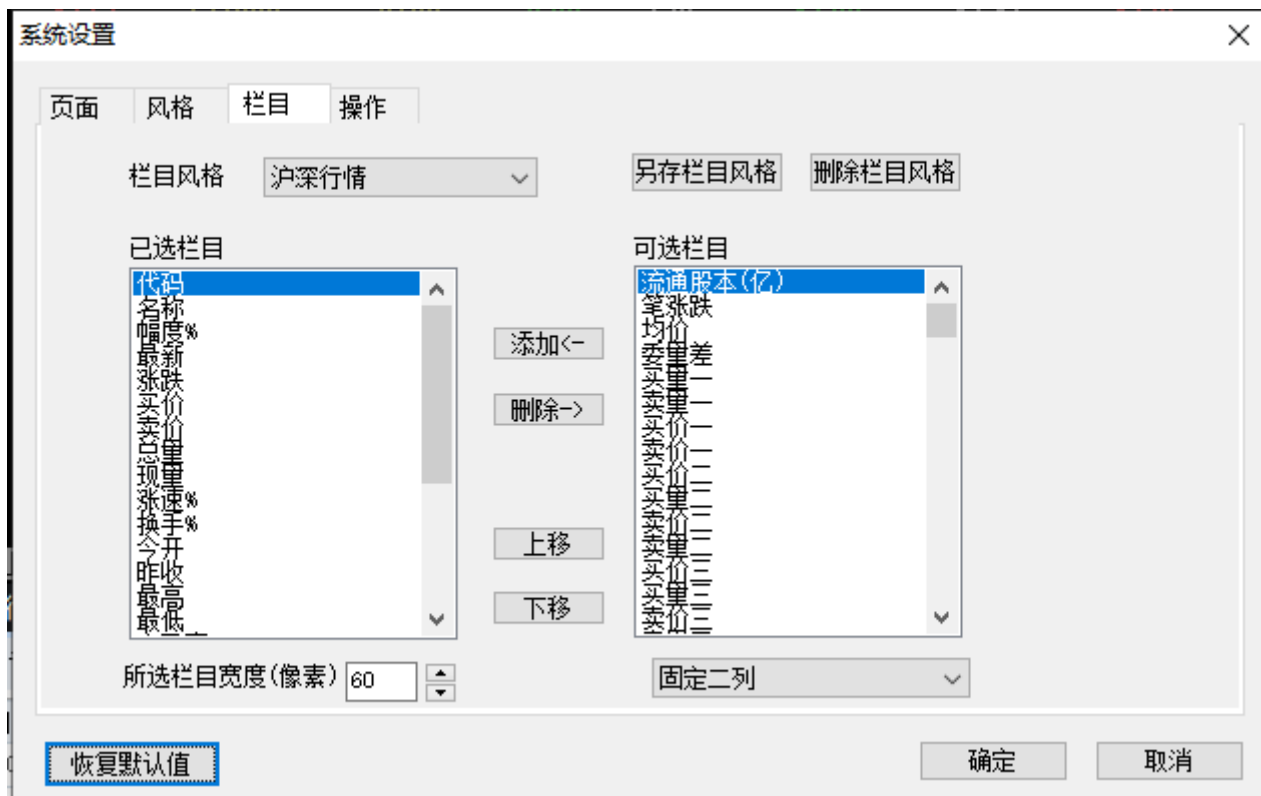 系统设置
页面 风格 栏目 操作
栏目风格 沪深行情 另存栏目风格 删除栏目风格
已选栏目 可选栏目
代码
名称
幅度%
最新
涨跌
买价
卖价
总量
现量
涨速%
换手%
今开
昨收
最高
最低
添加<-
删除->
上移
下移
流通股本(亿)
笔涨跌
均价
委量差
买量一
卖量一
买价一
卖价一
买价二
买量二
卖价二
卖量二
买价三
买量三
卖价三
所选栏目宽度(像素) 60 固定二列
恢复默认值 确定 取消